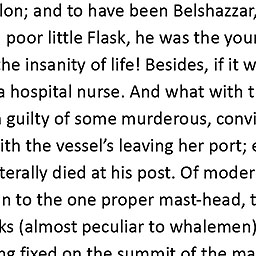 lon; and to have been Belshazzar,
poor little Flask, he was the you
he insanity of life! Besides, if it w
a hospital nurse. And what with t
guilty of some murderous, convi
ith the vessel’s leaving her port; e
terally died at his post. Of moder
n to the one proper mast-head, t
ks (almost peculiar to whalemen)
ng fixed on the summit of the ma